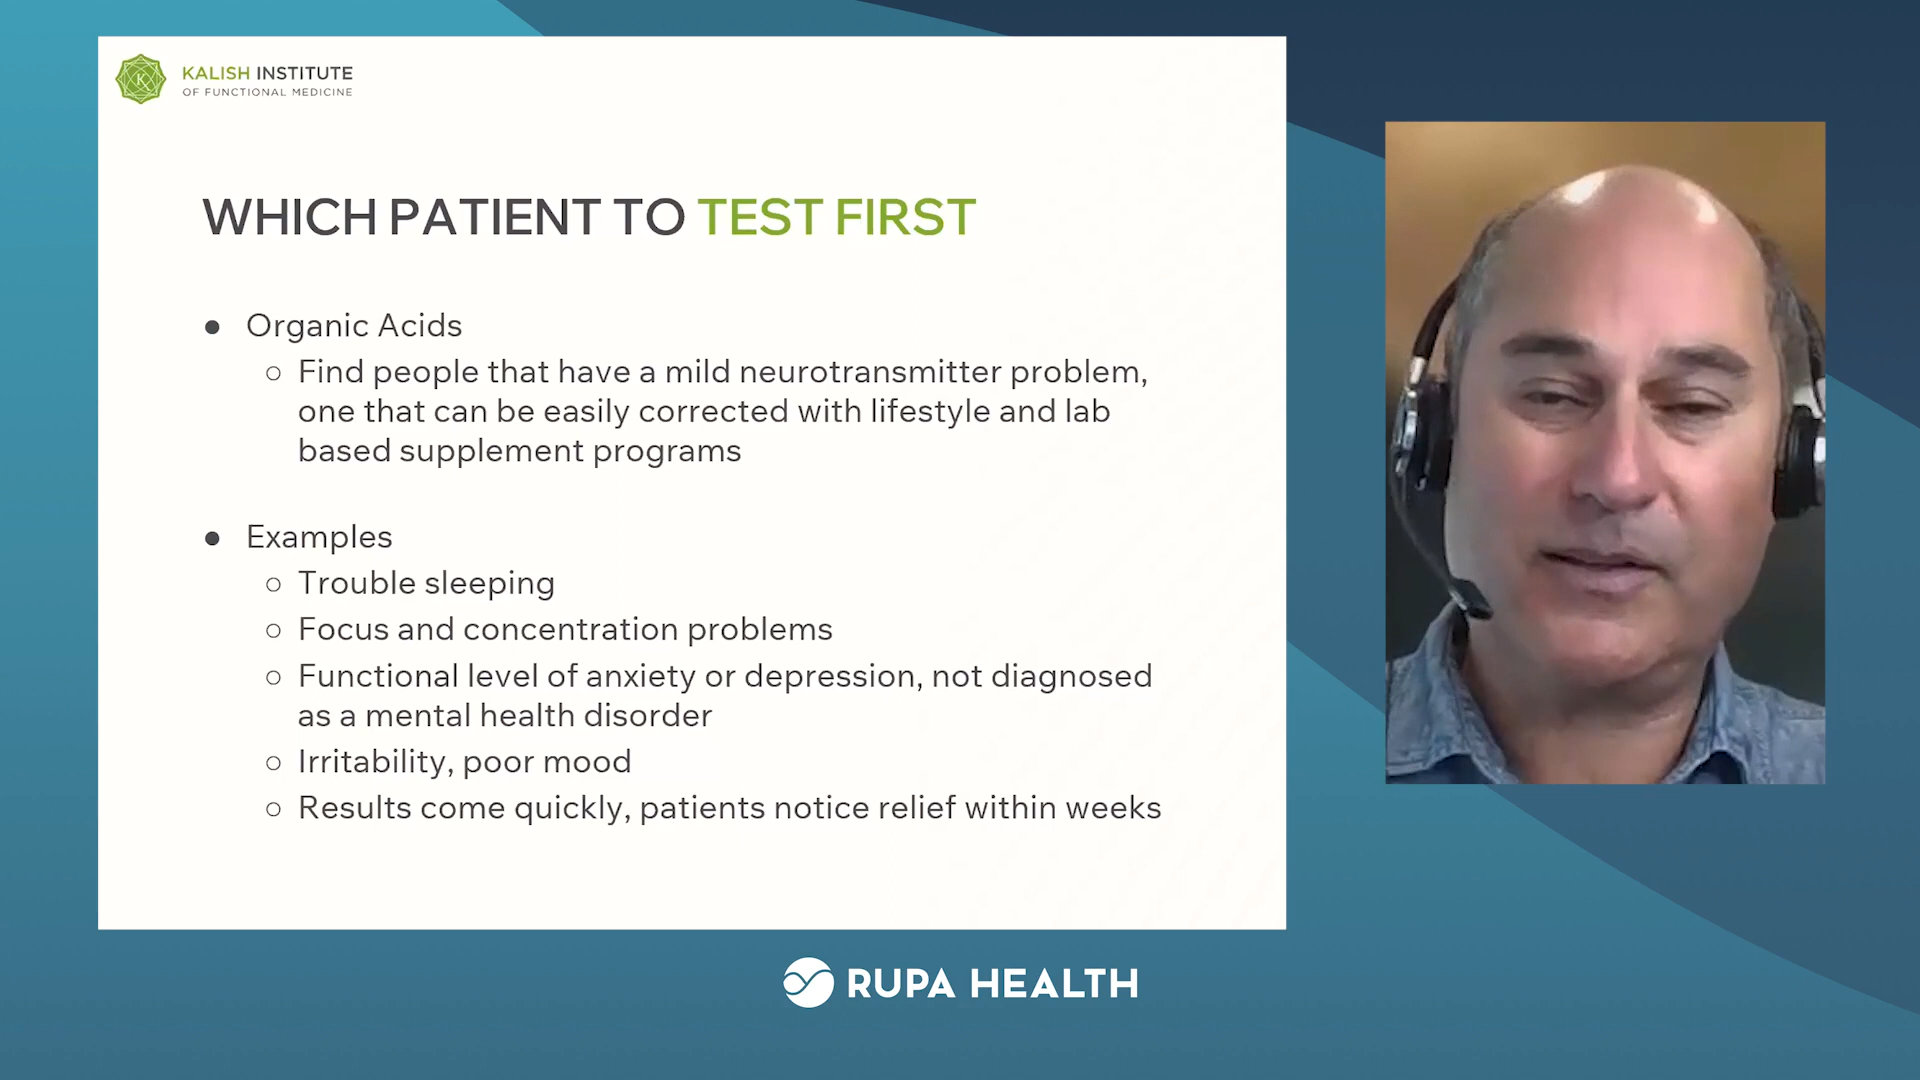 KALISH INSTITUTE
OF FUNCTIONAL MEDICINE
WHICH PATIENT TO TEST FIRST
● Organic Acids
○ Find people that have a mild neurotransmitter problem,
one that can be easily corrected with lifestyle and lab
based supplement programs
● Examples
○ Trouble sleeping
○ Focus and concentration problems
○ Functional level of anxiety or depression, not diagnosed
as a mental health disorder
○ Irritability, poor mood
○ Results come quickly, patients notice relief within weeks
RUPA HEALTH